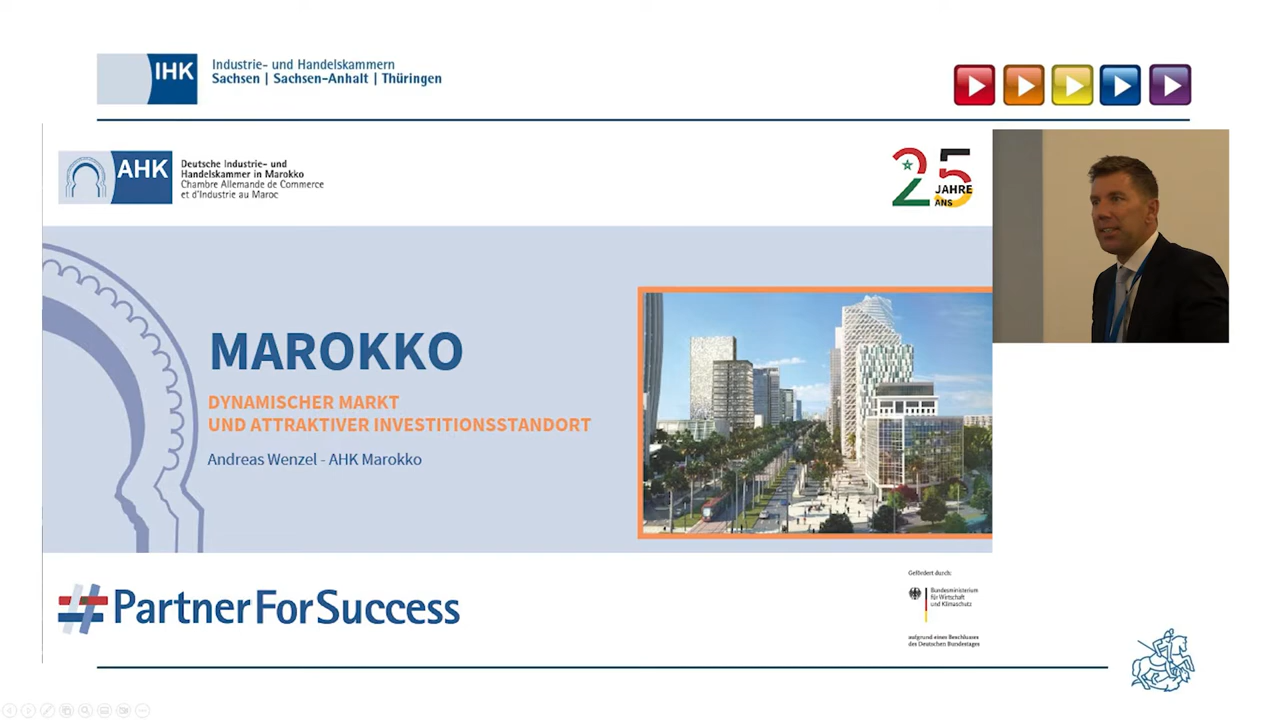 IHK
Industrie- und Handelskammern
Sachsen | Sachsen-Anhalt | Thüringen
AHK
Deutsche Industrie- und
Handelskammer in Marokko
Chambre Allemande de Commerce
et d'Industrie au Maroc
25
JAHRE
ANS
MAROKKO
DYNAMISCHER MARKT
UND ATTRAKTIVER INVESTITIONSSTANDORT
Andreas Wenzel - AHK Marokko
#PartnerForSuccess
Gefördert durch:
Bundesministerium
für Wirtschaft
und Klimaschutz
aufgrund eines Beschlusses
des Deutschen Bundestages